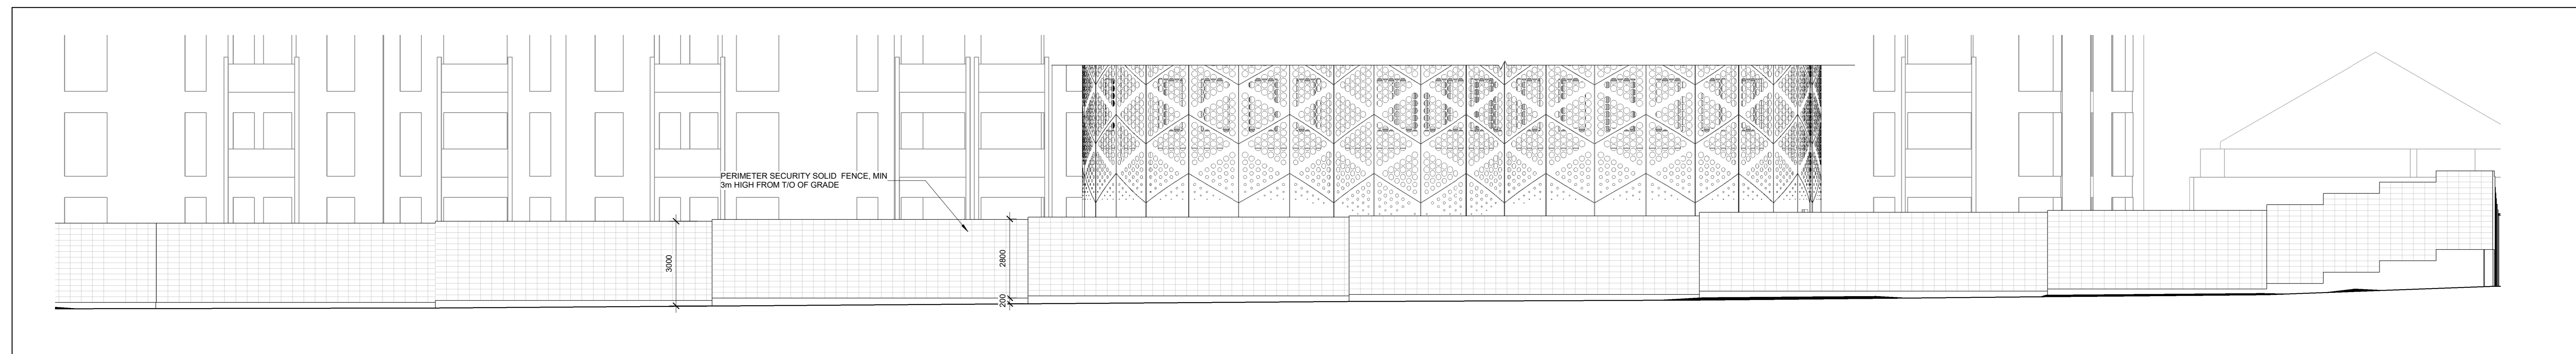 PERIMETER SECURITY SOLID FENCE, MIN
3m HIGH FROM T/O OF GRADE
3000
2800
200